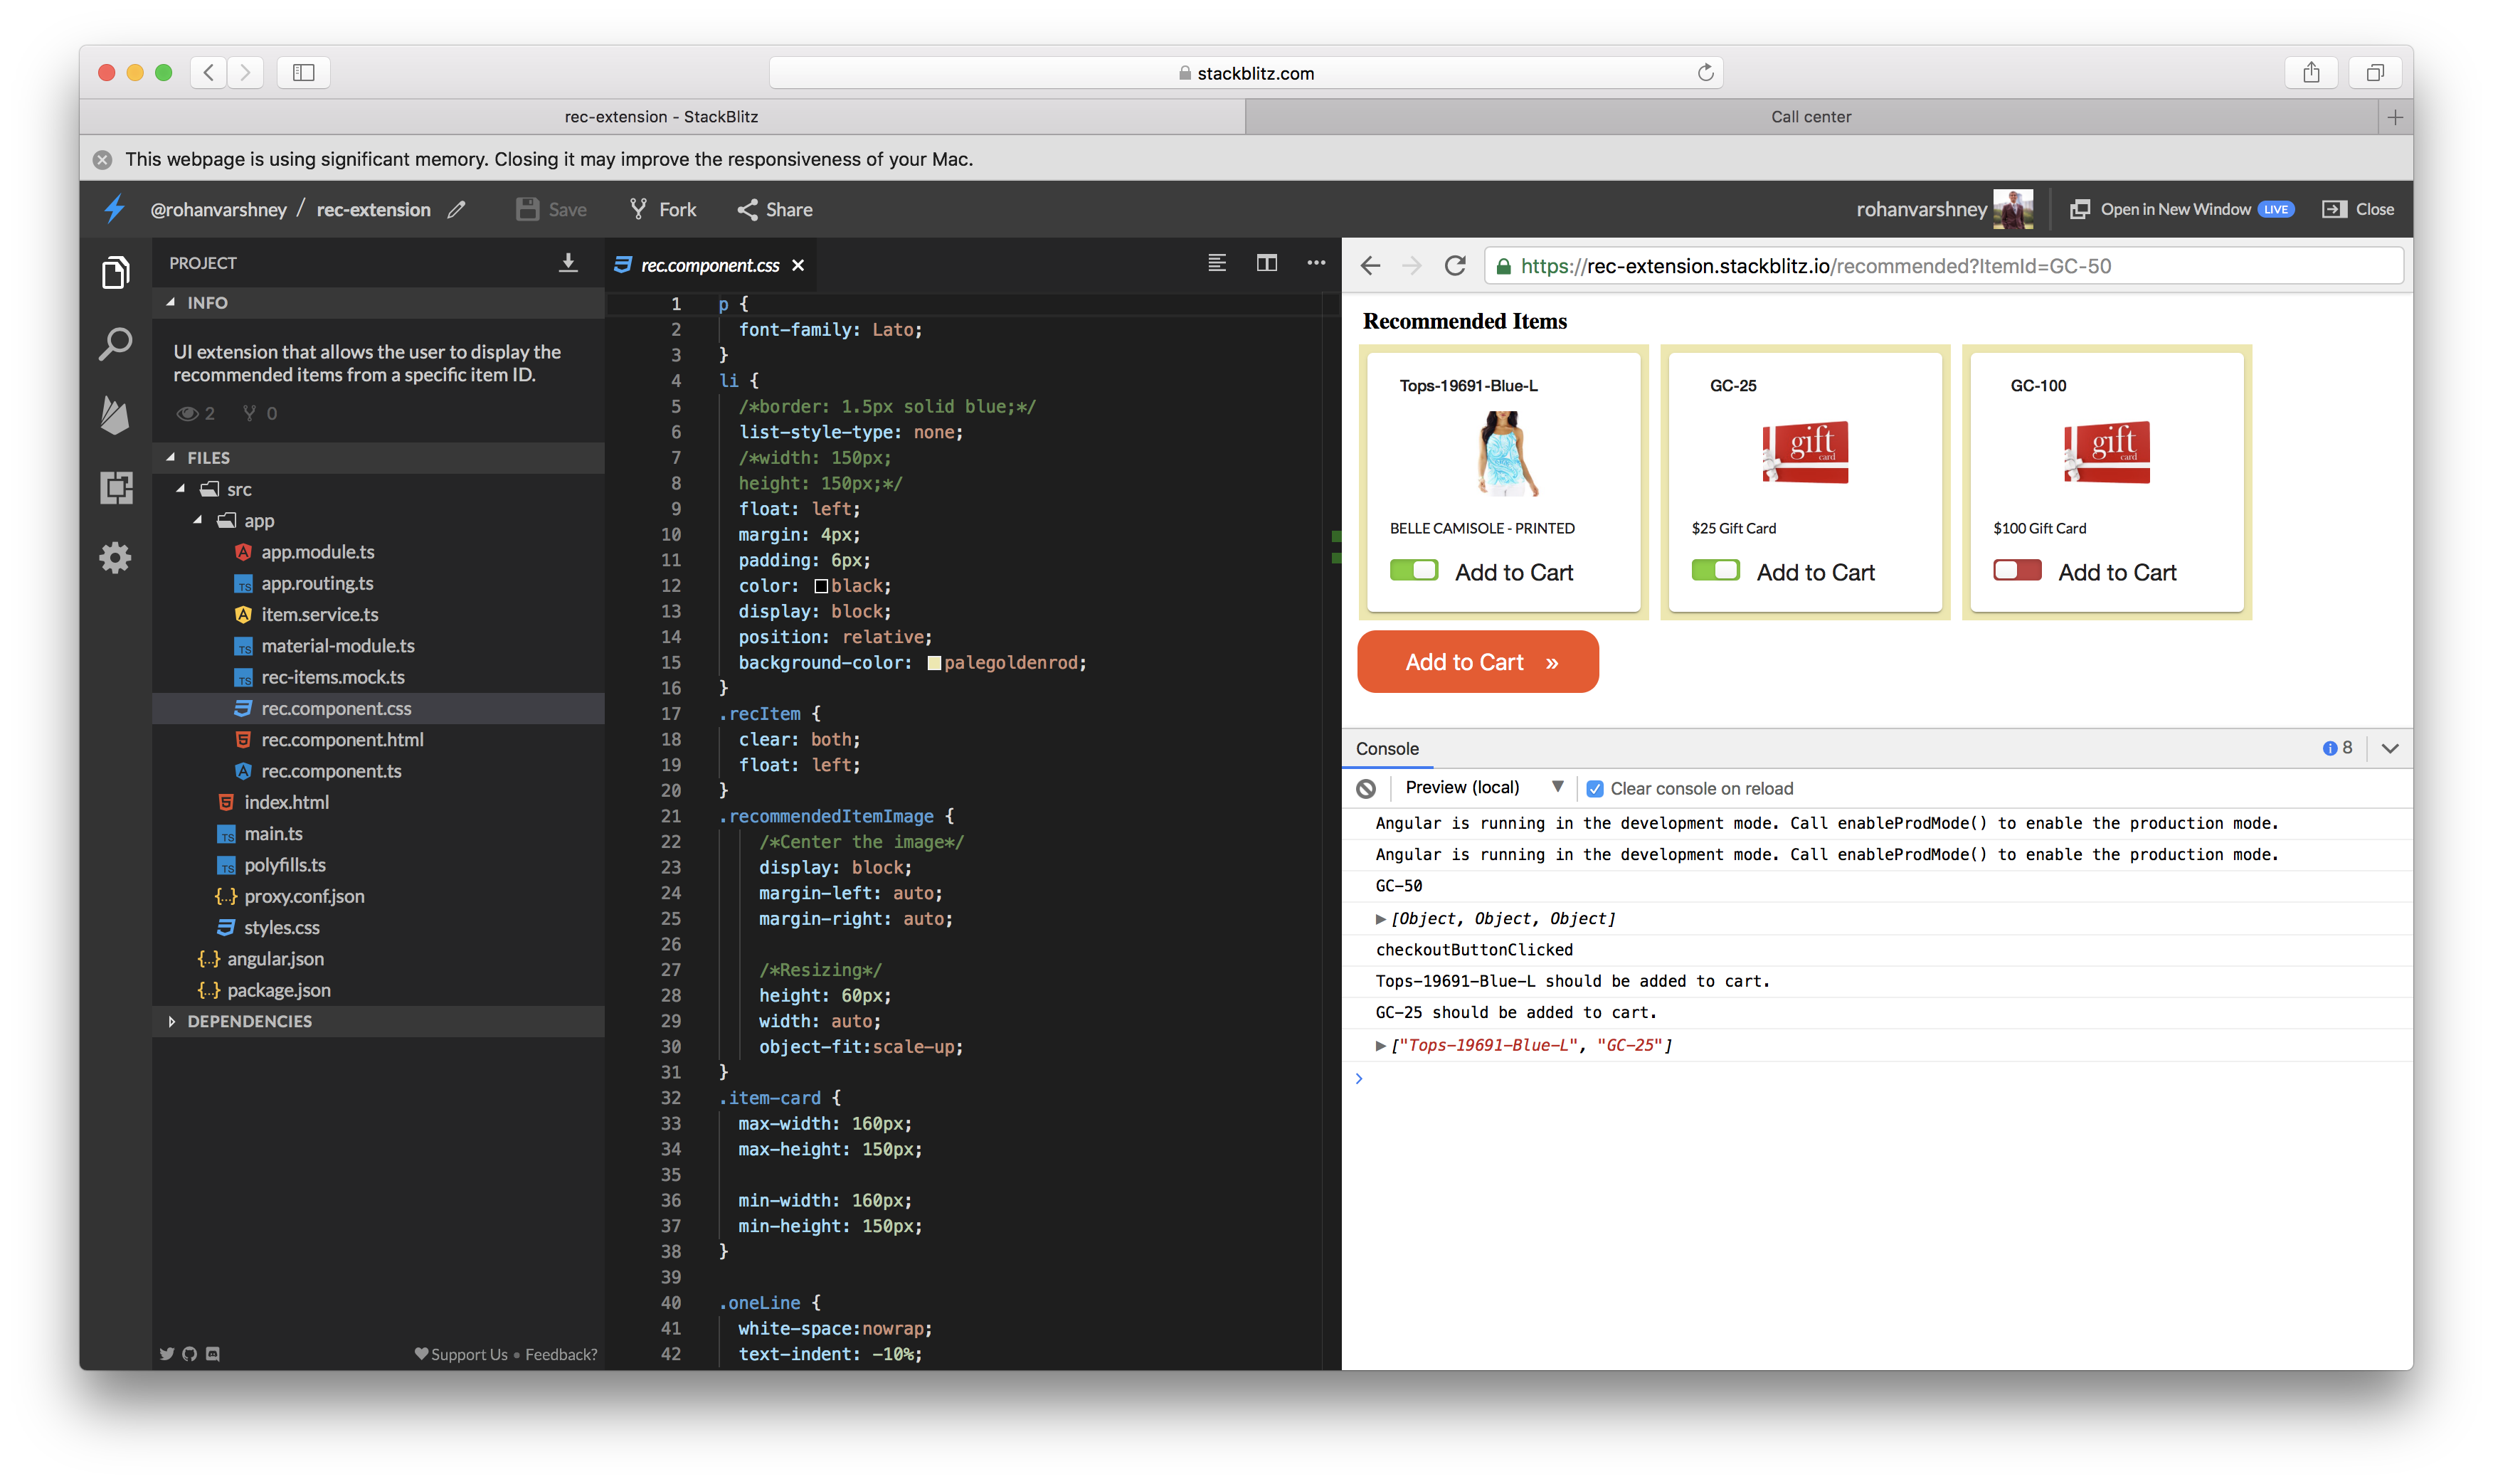 stackblitz.com
rec-extension - StackBlitz
Call center
This webpage is using significant memory. Closing it may improve the responsiveness of your Mac.
@rohanvarshney / rec-extension
Save
Fork
Share
rohanvarshney
Open in New Window LIVE
Close
PROJECT
INFO
UI extension that allows the user to display the
recommended items from a specific item ID.
2 0
FILES
src
app
app.module.ts
app.routing.ts
item.service.ts
material-module.ts
rec-items.mock.ts
rec.component.css
rec.component.html
rec.component.ts
index.html
main.ts
polyfills.ts
{..} proxy.conf.json
styles.css
{..} angular.json
{..} package.json
DEPENDENCIES
Support Us • Feedback?
rec.component.css
1 p {
2 font-family: Lato;
3 }
4 li {
5 /*border: 1.5px solid blue;*/
6 list-style-type: none;
7 /*width: 150px;
8 height: 150px;*/
9 float: left;
10 margin: 4px;
11 padding: 6px;
12 color: black;
13 display: block;
14 position: relative;
15 background-color: palegoldenrod;
16 }
17 .recItem {
18 clear: both;
19 float: left;
20 }
21 .recommendedItemImage {
22 /*Center the image*/
23 display: block;
24 margin-left: auto;
25 margin-right: auto;
26
27 /*Resizing*/
28 height: 60px;
29 width: auto;
30 object-fit:scale-up;
31 }
32 .item-card {
33 max-width: 160px;
34 max-height: 150px;
35
36 min-width: 160px;
37 min-height: 150px;
38 }
39
40 .oneLine {
41 white-space:nowrap;
42 text-indent: -10%;
https://rec-extension.stackblitz.io/recommended?ItemId=GC-50
Recommended Items
Tops-19691-Blue-L
BELLE CAMISOLE - PRINTED
Add to Cart
GC-25
gift
card
$25 Gift Card
Add to Cart
GC-100
gift
card
$100 Gift Card
Add to Cart
Add to Cart »
Console
8
Preview (local) ▼
Clear console on reload
Angular is running in the development mode. Call enableProdMode() to enable the production mode.
Angular is running in the development mode. Call enableProdMode() to enable the production mode.
GC-50
▶[Object, Object, Object]
checkoutButtonClicked
Tops-19691-Blue-L should be added to cart.
GC-25 should be added to cart.
▶["Tops-19691-Blue-L", "GC-25"]